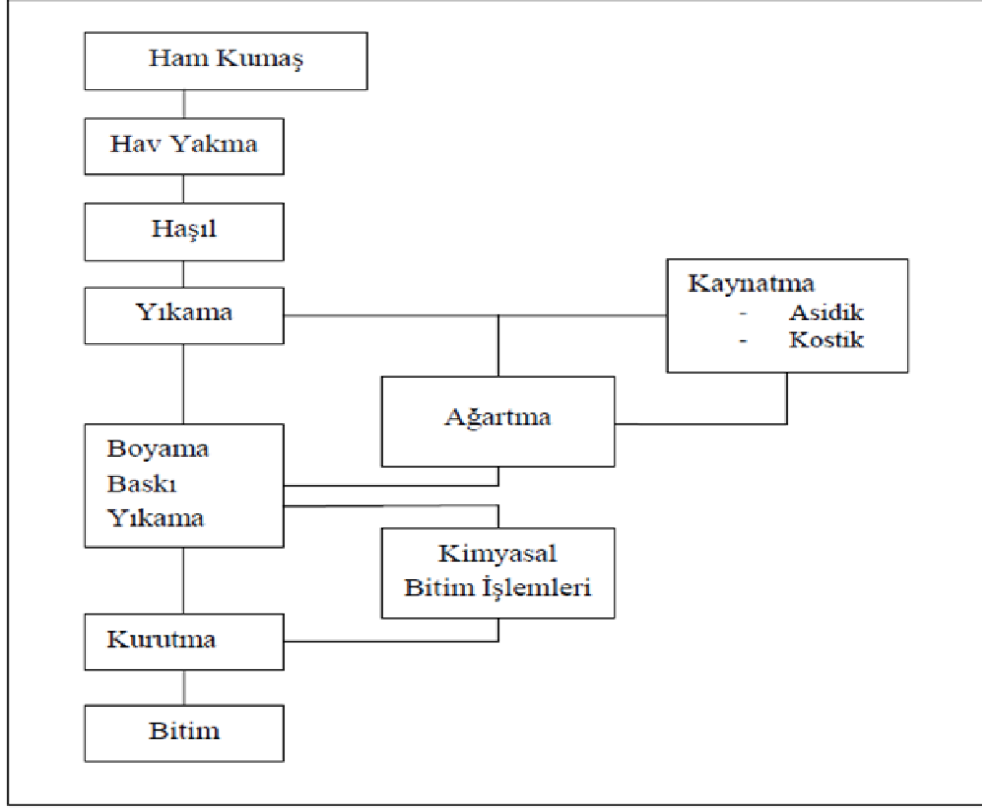 Ham Kumaş
Hav Yakma
Haşıl
Yıkama
Kaynatma
- Asidik
- Kostik
Ağartma
Boyama
Baskı
Yıkama
Kimyasal
Bitim İşlemleri
Kurutma
Bitim